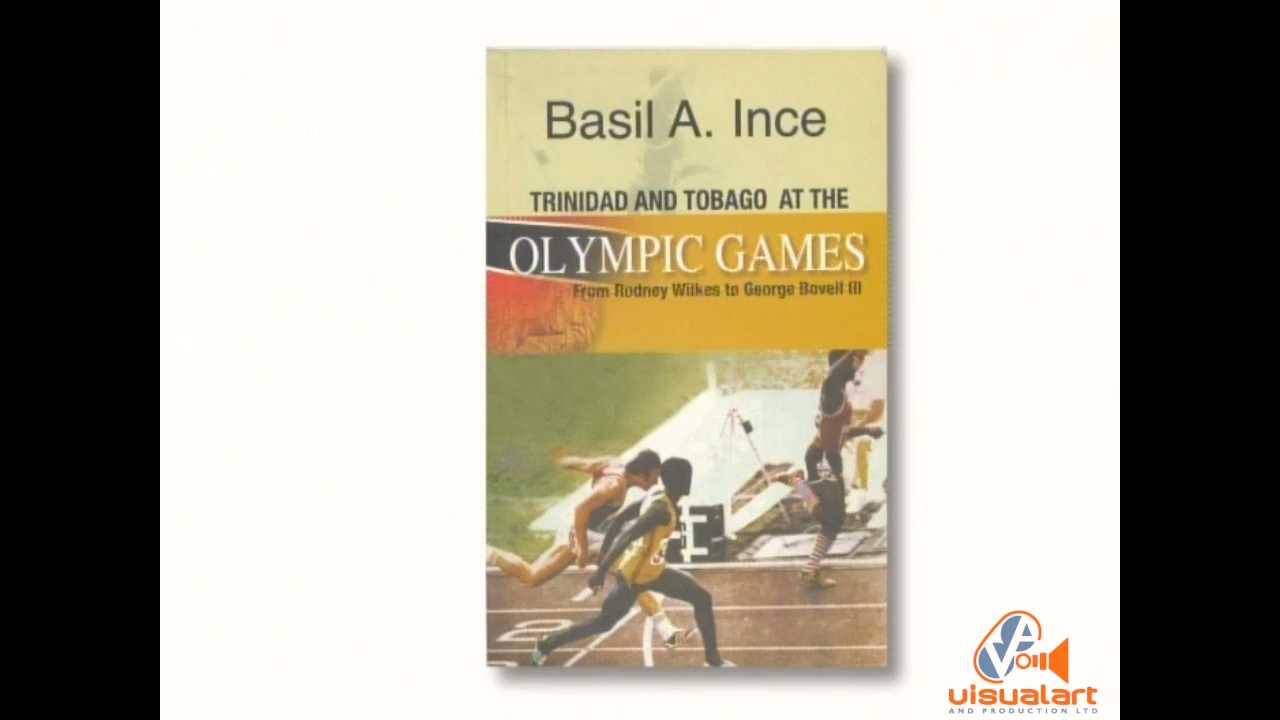 Basil A. Ince
TRINIDAD AND TOBAGO AT THE
OLYMPIC GAMES
From Rodney Wilkes to George Bovell III
2
visualart
AND PRODUCTION LTD